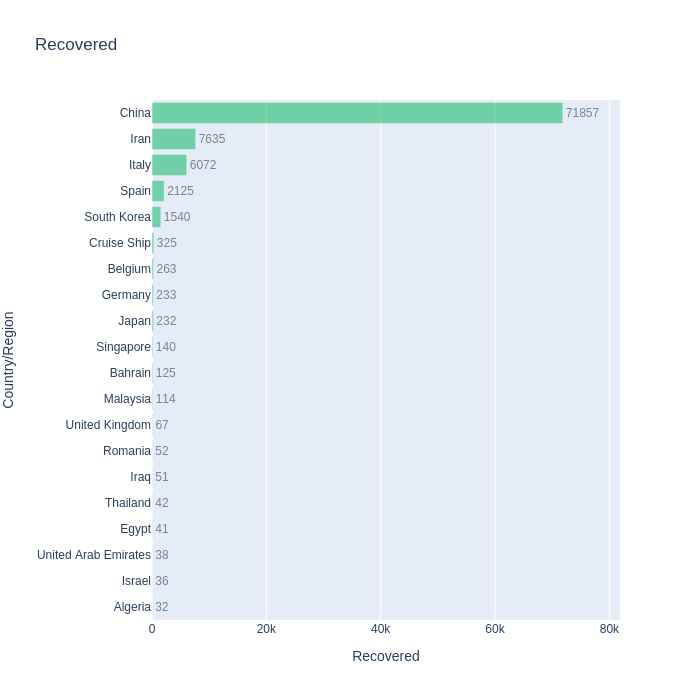 Recovered
China 71857
Iran 7635
Italy 6072
Spain 2125
South Korea 1540
Cruise Ship 325
Belgium 263
Germany 233
Japan 232
Singapore 140
Bahrain 125
Malaysia 114
United Kingdom 67
Romania 52
Iraq 51
Thailand 42
Egypt 41
United Arab Emirates 38
Israel 36
Algeria 32
0 20k 40k 60k 80k
Recovered
Country/Region